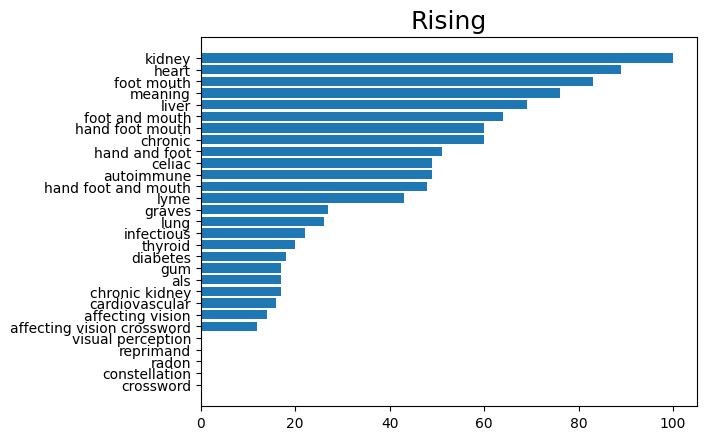 Rising
kidney
heart
foot mouth
meaning
liver
foot and mouth
hand foot mouth
chronic
hand and foot
celiac
autoimmune
hand foot and mouth
lyme
graves
lung
infectious
thyroid
diabetes
gum
als
chronic kidney
cardiovascular
affecting vision
affecting vision crossword
visual perception
reprimand
radon
constellation
crossword
0 20 40 60 80 100